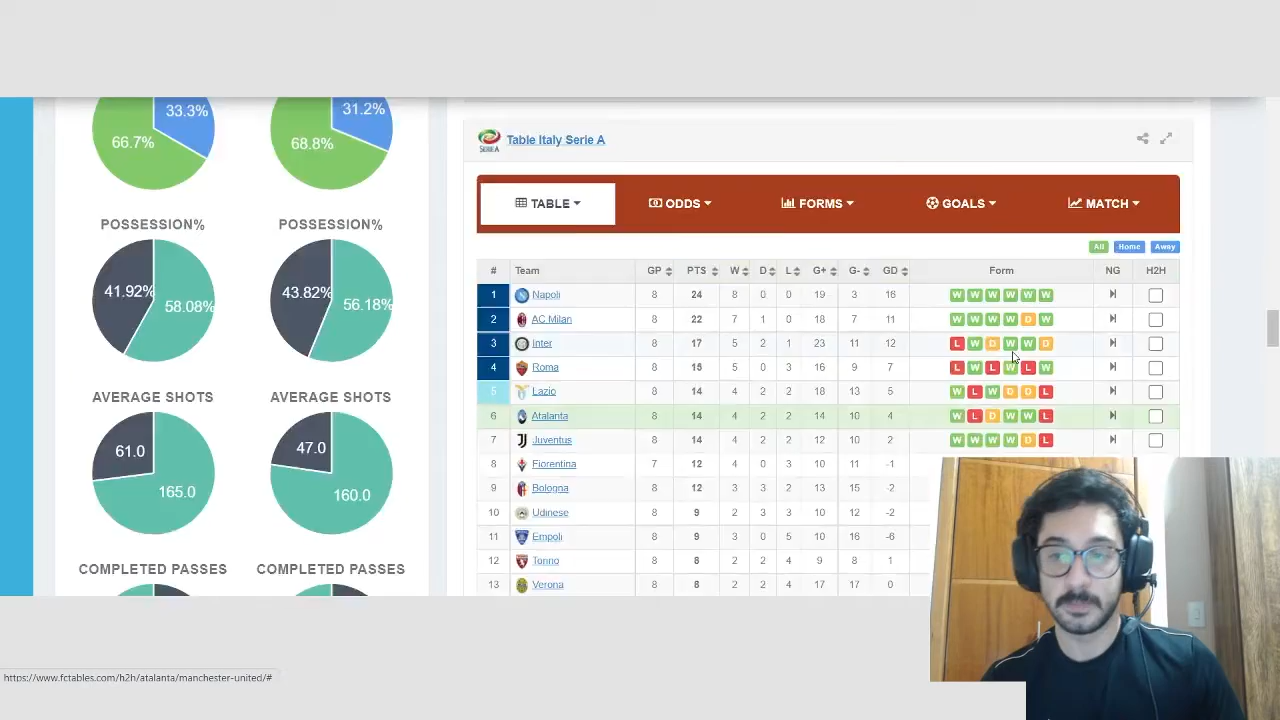 33.3%
31.2%
66.7%
68.8%
POSSESSION%
POSSESSION%
41.92%
58.08%
43.82%
56.18%
AVERAGE SHOTS
AVERAGE SHOTS
61.0
165.0
47.0
160.0
COMPLETED PASSES
COMPLETED PASSES
SERIE A
Table Italy Serie A
TABLE ODDS FORMS GOALS MATCH
All Home Away
# Team GP PTS W D L G+ G- GD Form NG H2H
1 Napoli 8 24 8 0 0 19 3 16 W W W W W W
2 AC Milan 8 22 7 1 0 18 7 11 W W W W D W
3 Inter 8 17 5 2 1 23 11 12 L W D W W D
4 Roma 8 15 5 0 3 16 9 7 L W L W L W
5 Lazio 8 14 4 2 2 18 13 5 W L W D D L
6 Atalanta 8 14 4 2 2 14 10 4 W L D W W D
7 Juventus 8 14 4 2 2 12 10 2 W W W W D L
8 Fiorentina 7 12 4 0 3 10 11 -1
9 Bologna 8 12 3 3 2 13 15 -2
10 Udinese 8 9 2 3 3 10 12 -2
11 Empoli 8 9 3 0 5 10 16 -6
12 Torino 8 8 2 2 4 9 8 1
13 Verona 8 8 2 2 4 17 17 0
https://www.fctables.com/h2h/atalanta/manchester-united/#